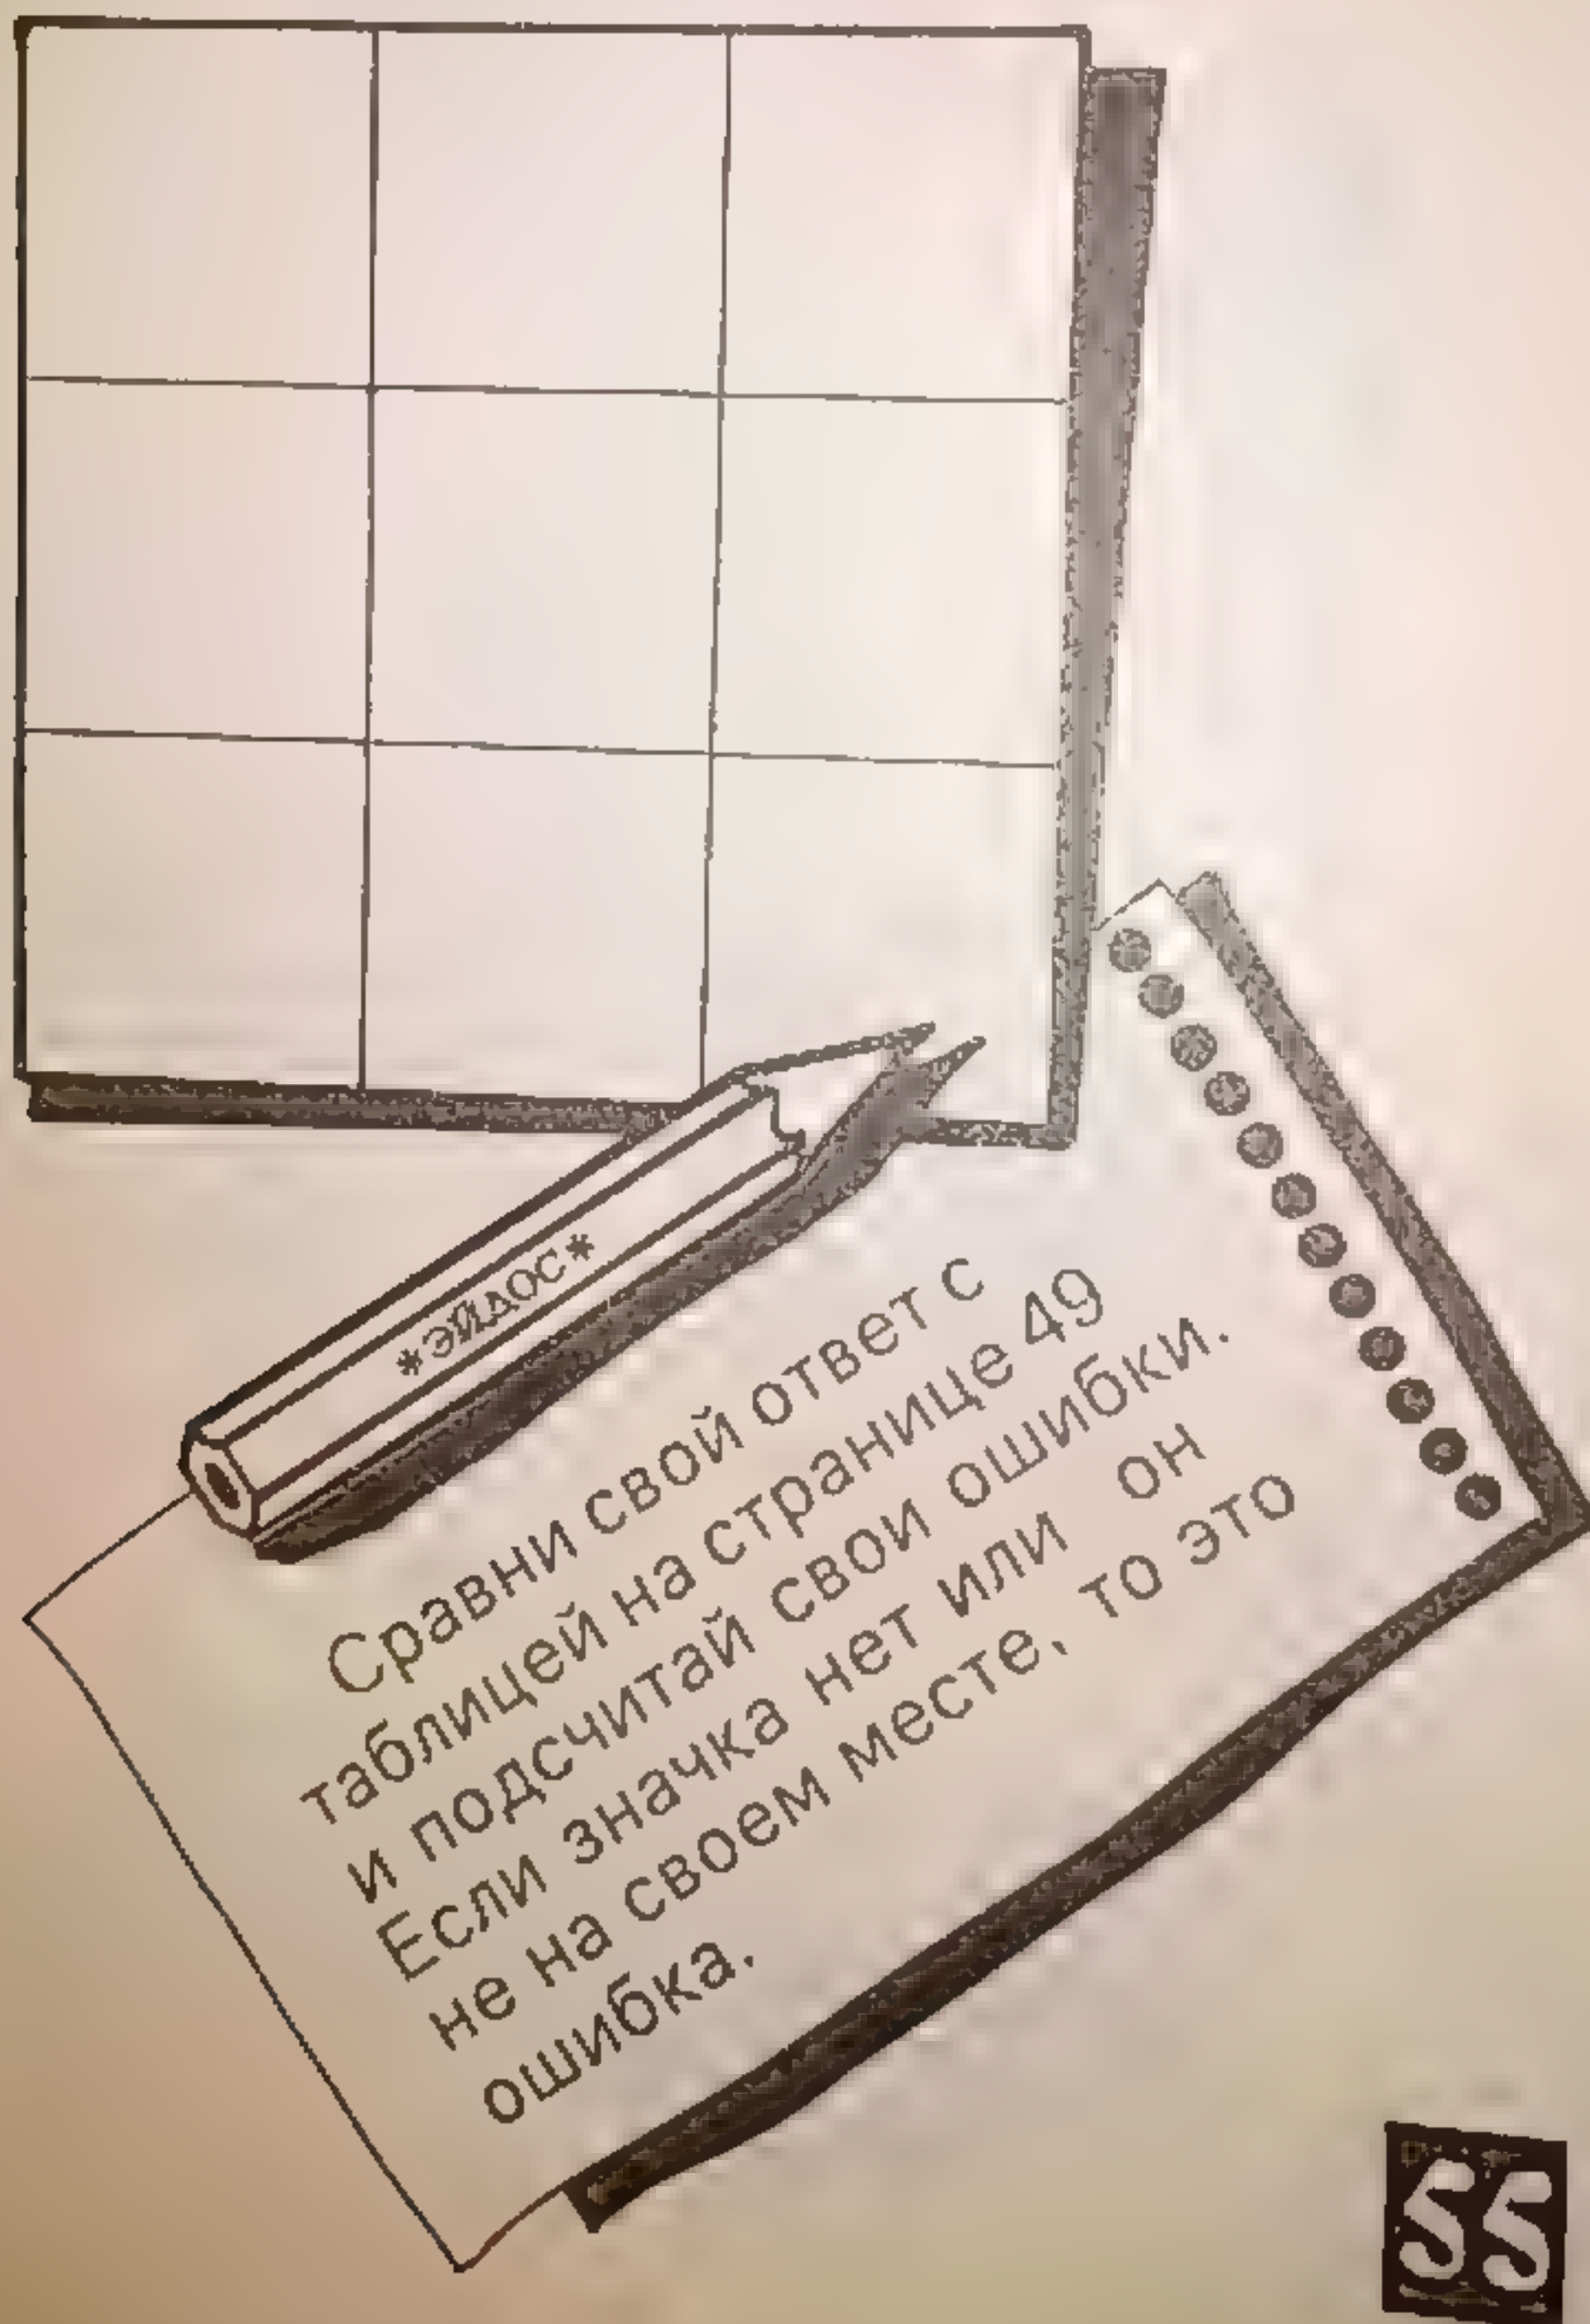 *ЭЙДОС*
Сравни свой ответ с
таблицей на странице 49
и подсчитай свои ошибки.
Если значка нет или он
не на своем месте, то это
ошибка.
55